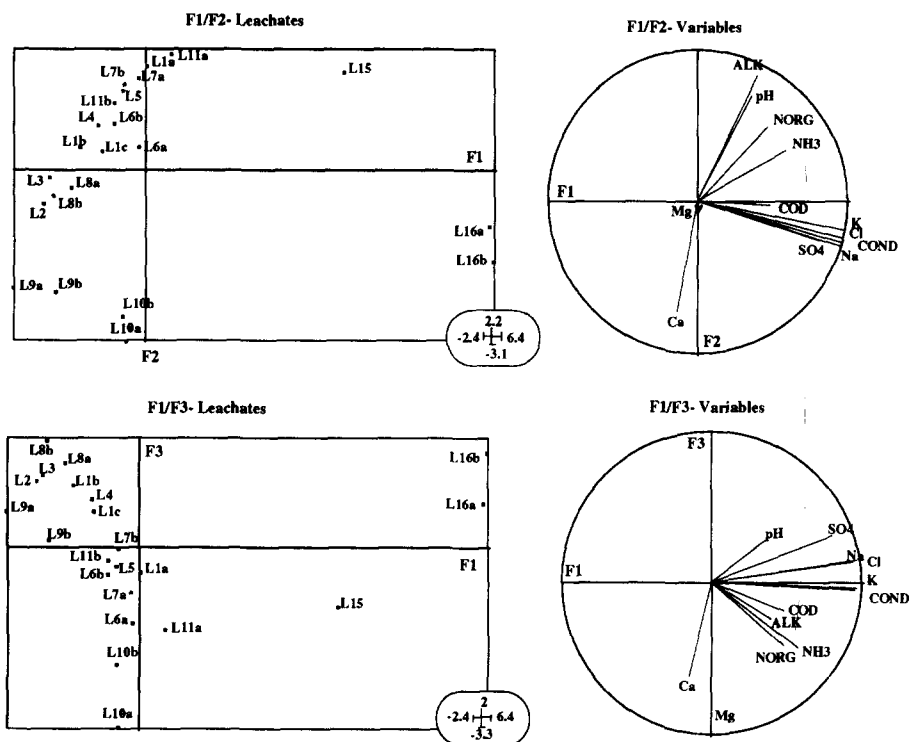 F1/F2- Leachates
F1/F2- Variables
L11a
L1a
L15
L7b
L7a
L5
L11b
L4
L6b
L1b
L1c
L6a
F1
L3
L8a
L8b
L2
L16a
L16b
L9a
L9b
L10b
L10a
2.2
-2.4
6.4
-3.1
F2
ALK
pH
NORG
NH3
F1
Mg
COD
K
Cl
COND
SO4
Na
Ca
F2
F1/F3- Leachates
F1/F3- Variables
L8b
F3
L8a
L3
L2
L1b
L16b
L4
L9a
L1c
L16a
L9b
L7b
L11b
F1
L5
L1a
L6b
L7a
L15
L6a
L11a
L10b
L10a
2
-2.4
6.4
-3.3
F3
pH
SO4
Na
Cl
F1
K
COND
COD
ALK
NORG
NH3
Ca
Mg